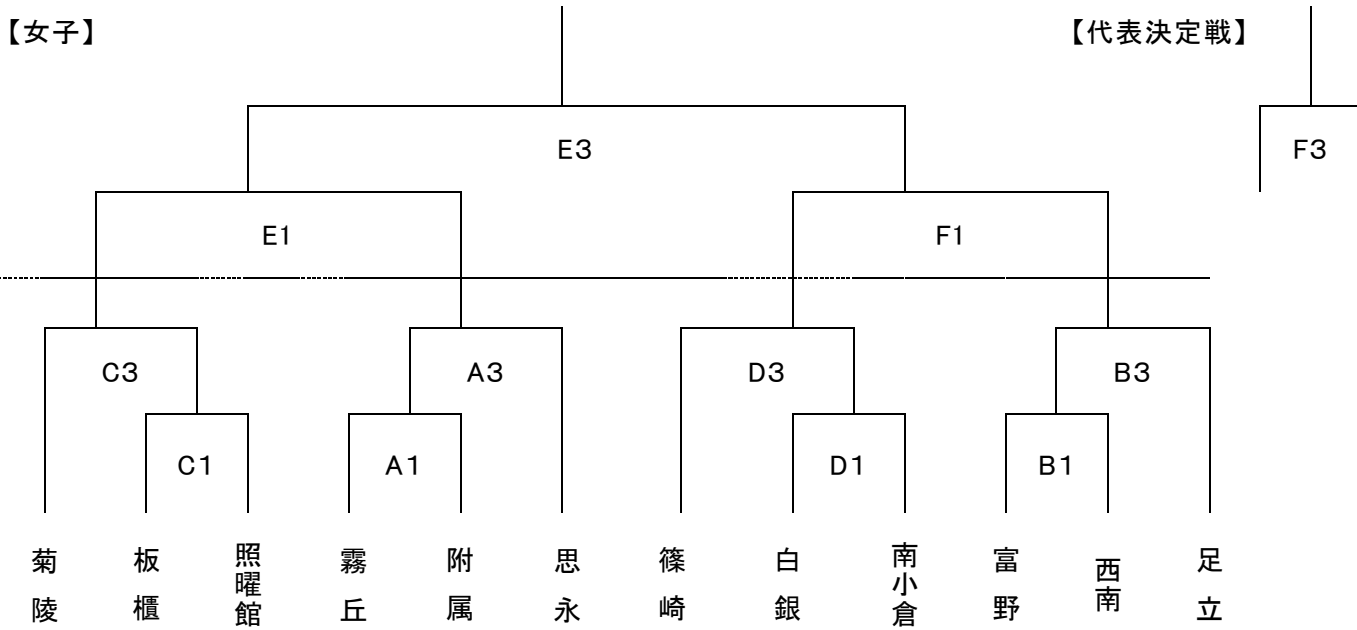 【女子】
【代表決定戦】
E3
F3
E1
F1
C3
A3
D3
B3
C1
A1
D1
B1
菊陵
板櫃
照曜館
霧丘
附属
思永
篠崎
白銀
南小倉
富野
西南
足立